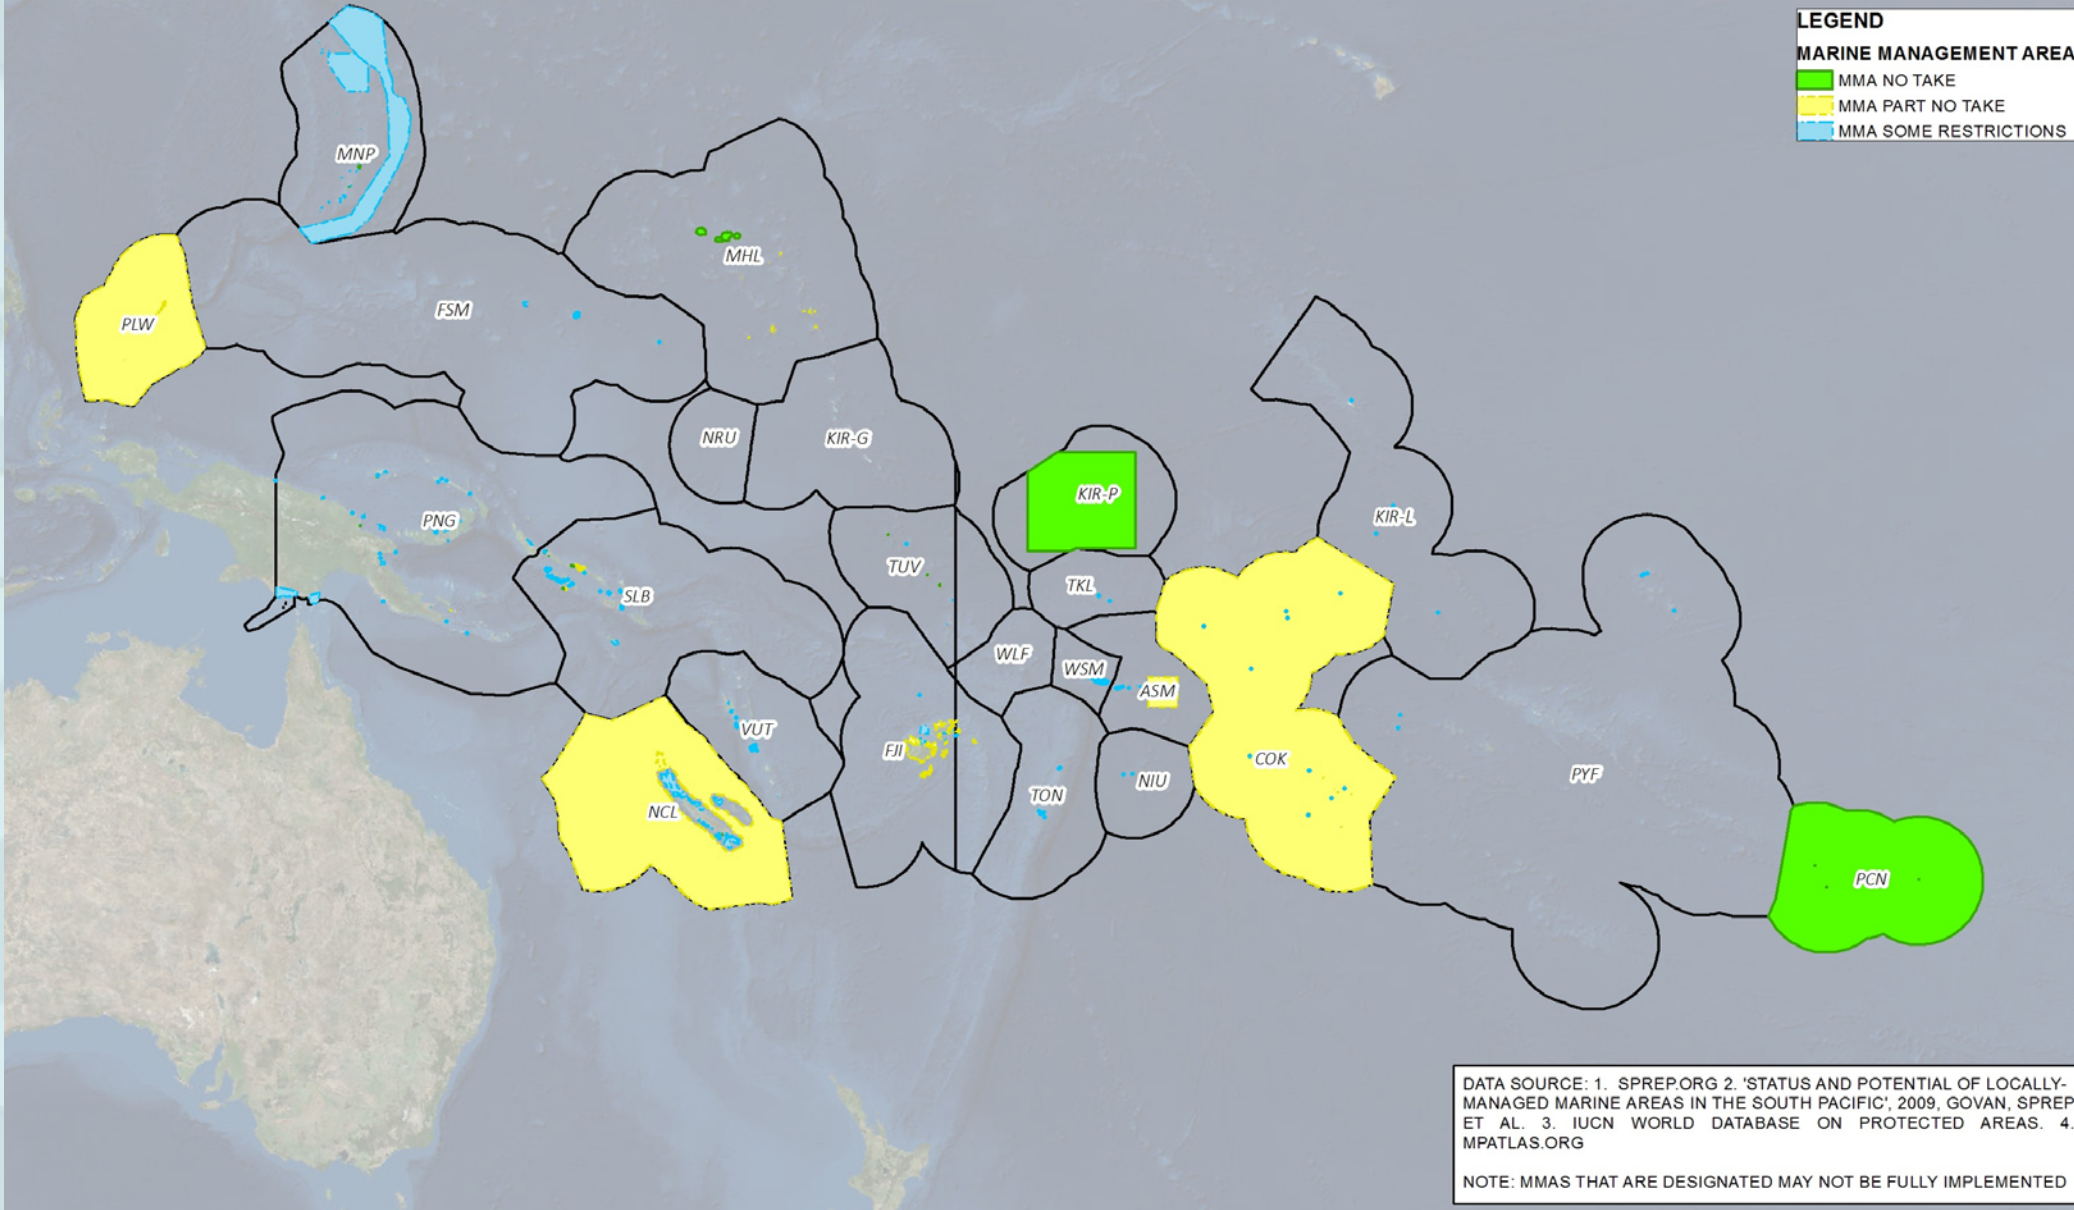 LEGEND
MARINE MANAGEMENT AREA
MMA NO TAKE
MMA PART NO TAKE
MMA SOME RESTRICTIONS
MNP
MHL
FSM
PLW
NRU
KIR-G
KIR-P
KIR-L
PNG
TUV
TKL
SLB
WLF
WSM
ASM
VUT
FJI
COK
NIU
TON
PYF
NCL
PCN
DATA SOURCE: 1. SPREP.ORG 2. 'STATUS AND POTENTIAL OF LOCALLY-
MANAGED MARINE AREAS IN THE SOUTH PACIFIC', 2009, GOVAN, SPREP
ET AL. 3. IUCN WORLD DATABASE ON PROTECTED AREAS. 4.
MPATLAS.ORG
NOTE: MMAS THAT ARE DESIGNATED MAY NOT BE FULLY IMPLEMENTED